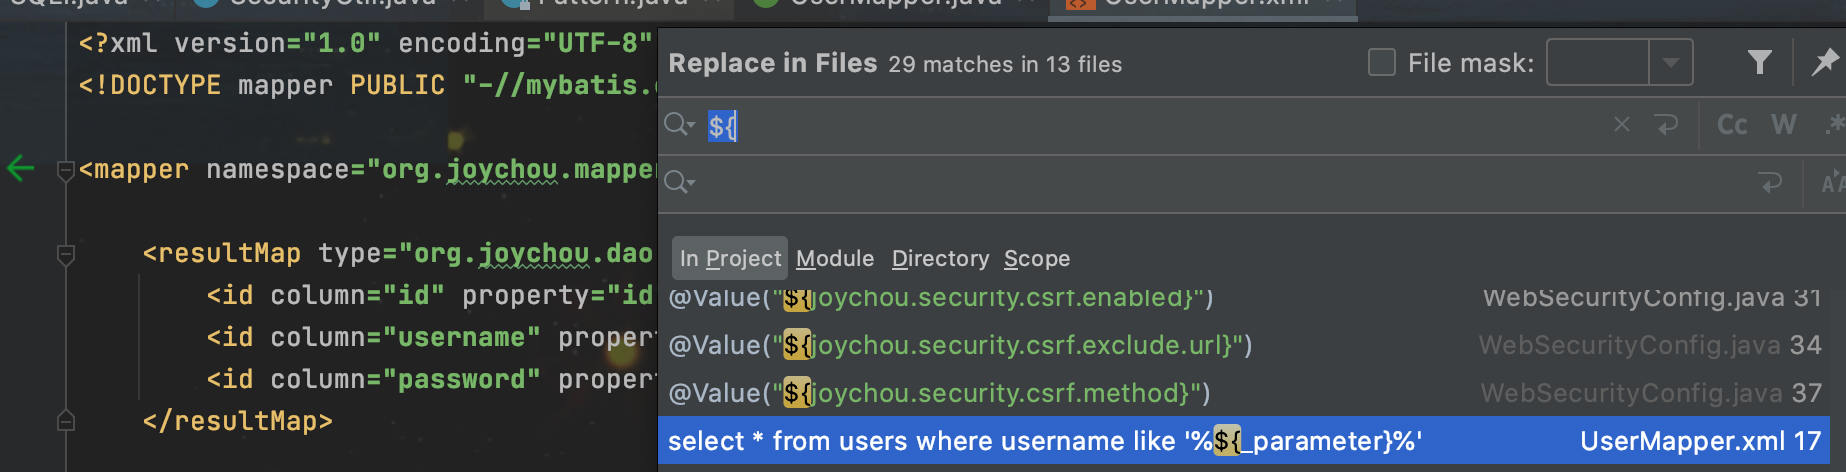 SQLI.java SecurityUtil.java Pattern.java UserMapper.java UserMapper.xml
<?xml version="1.0" encoding="UTF-8"
<!DOCTYPE mapper PUBLIC "-//mybatis.
<mapper namespace="org.joychou.mapper
<resultMap type="org.joychou.dao
<id column="id" property="id
<id column="username" propert
<id column="password" propert
</resultMap>
Replace in Files 29 matches in 13 files File mask:
${
Cc W .*
In Project Module Directory Scope
@Value("${joychou.security.csrf.enabled}") WebSecurityConfig.java 31
@Value("${joychou.security.csrf.exclude.url}") WebSecurityConfig.java 34
@Value("${joychou.security.csrf.method}") WebSecurityConfig.java 37
select * from users where username like '%${_parameter}%' UserMapper.xml 17